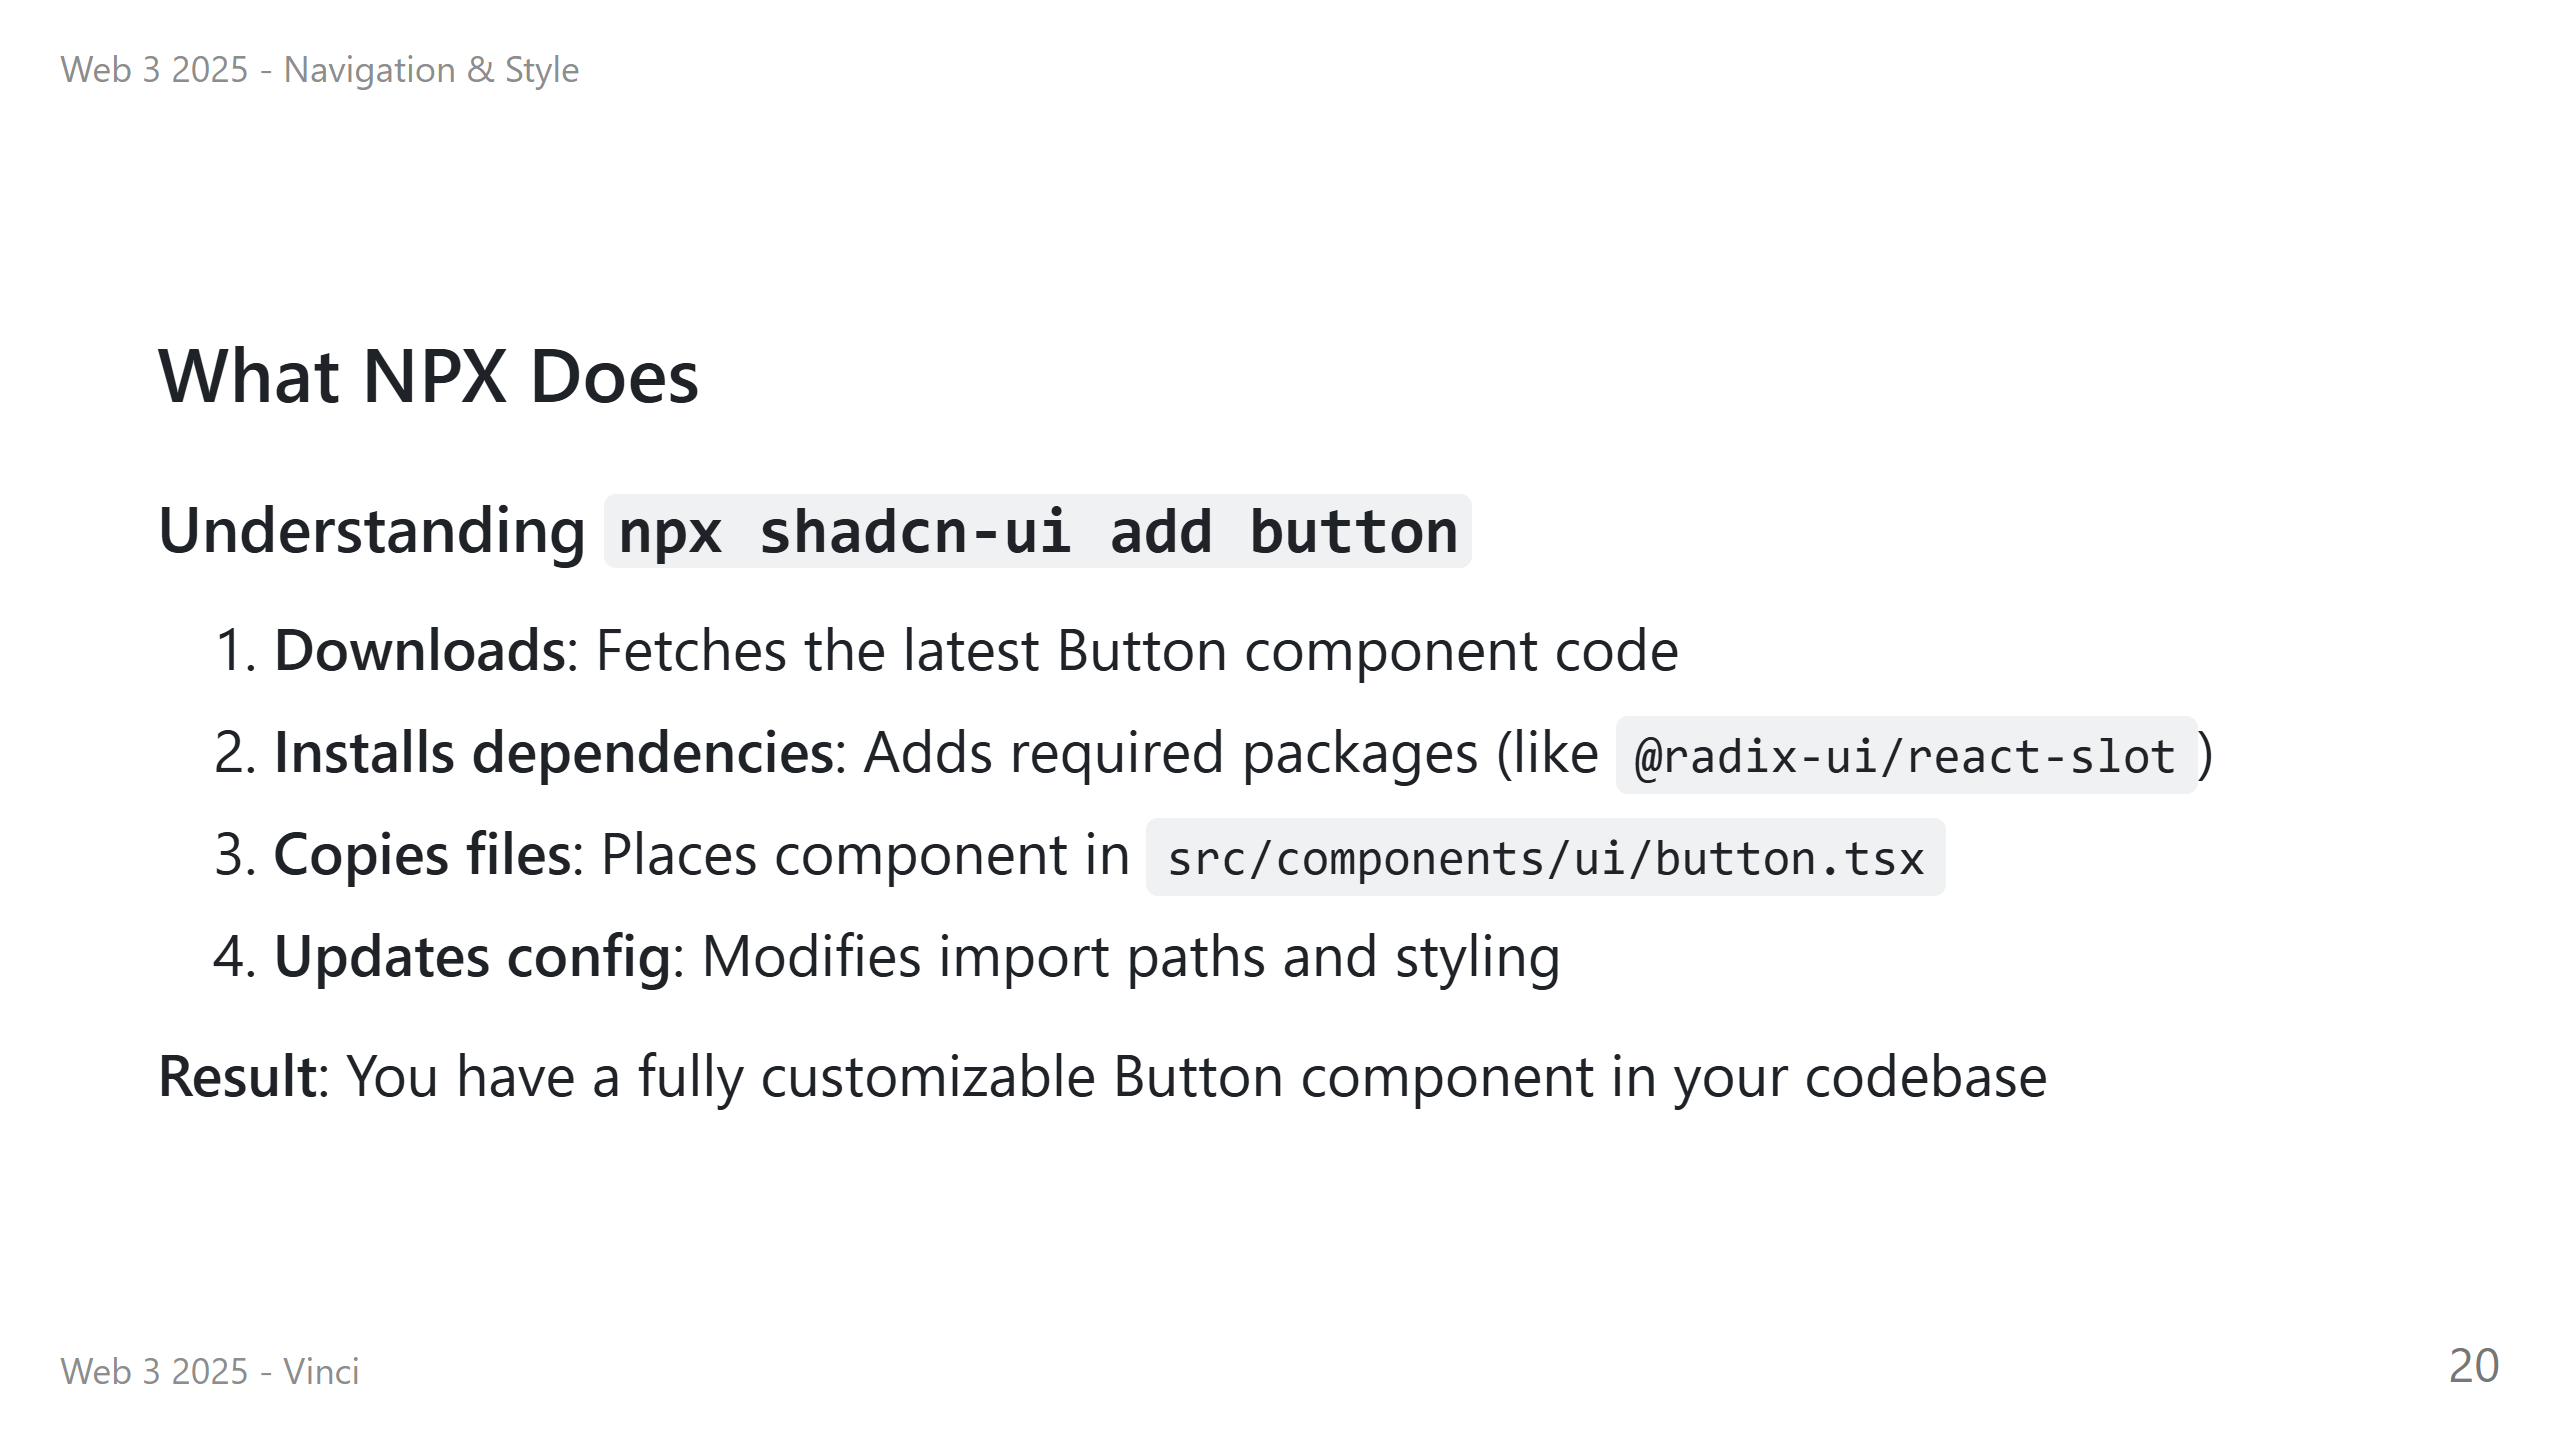 Web 3 2025 - Navigation & Style
What NPX Does
Understanding npx shadcn-ui add button
1. Downloads: Fetches the latest Button component code
2. Installs dependencies: Adds required packages (like @radix-ui/react-slot)
3. Copies files: Places component in src/components/ui/button.tsx
4. Updates config: Modifies import paths and styling
Result: You have a fully customizable Button component in your codebase
Web 3 2025 - Vinci
20